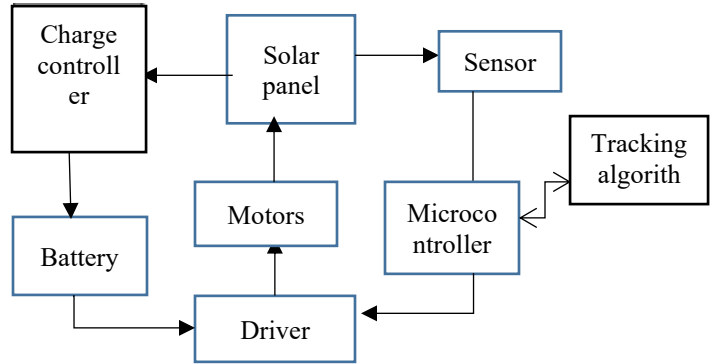 Charge
controll
er
Solar
panel
Sensor
Tracking
algorith
Motors
Microco
ntroller
Battery
Driver